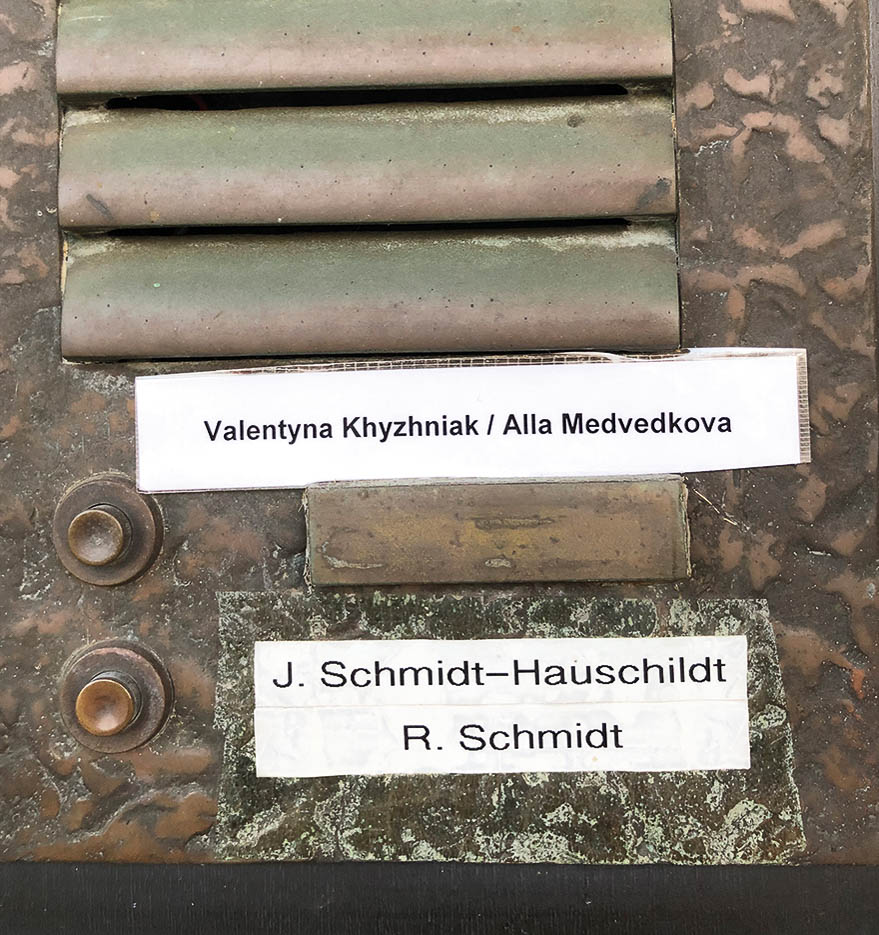 Valentyna Khyzhniak / Alla Medvedkova
J. Schmidt–Hauschildt
R. Schmidt